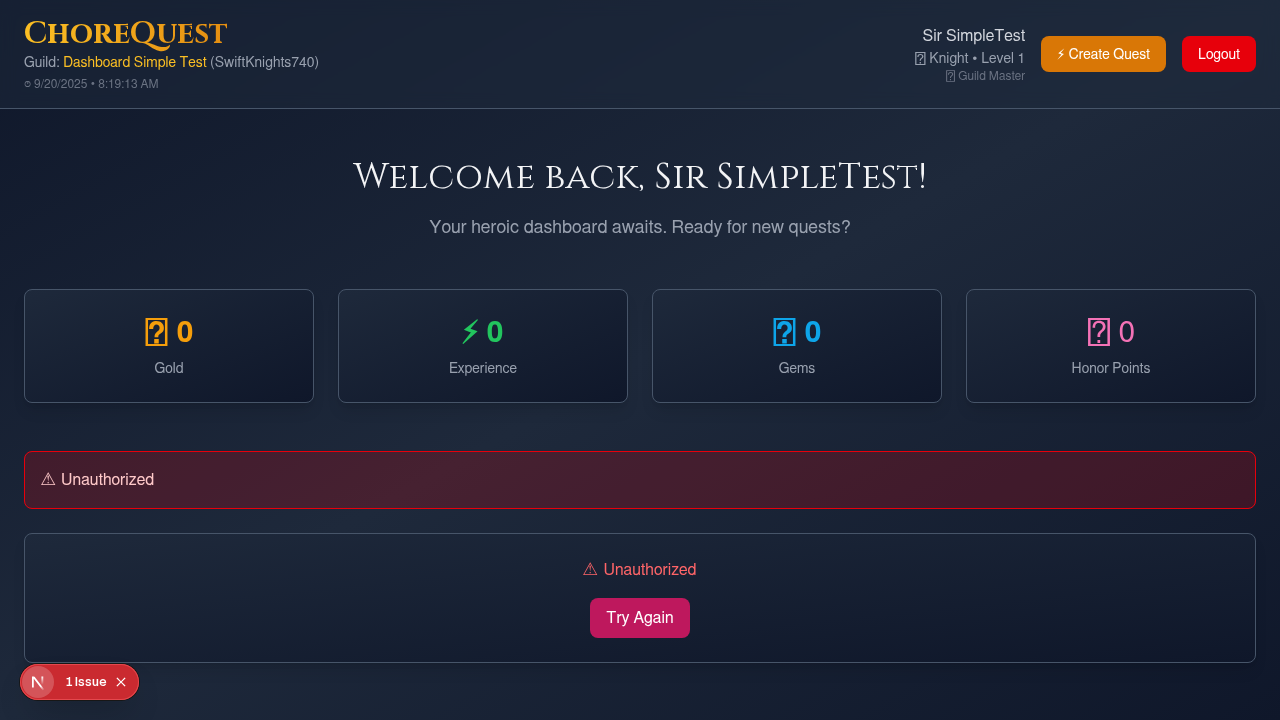 ChoreQuest
Guild: Dashboard Simple Test (SwiftKnights740)
9/20/2025 • 8:19:13 AM
Sir SimpleTest
Knight • Level 1
Guild Master
⚡ Create Quest
Logout
Welcome back, Sir SimpleTest!
Your heroic dashboard awaits. Ready for new quests?
0
Gold
⚡ 0
Experience
0
Gems
0
Honor Points
⚠ Unauthorized
⚠ Unauthorized
Try Again
N 1 Issue